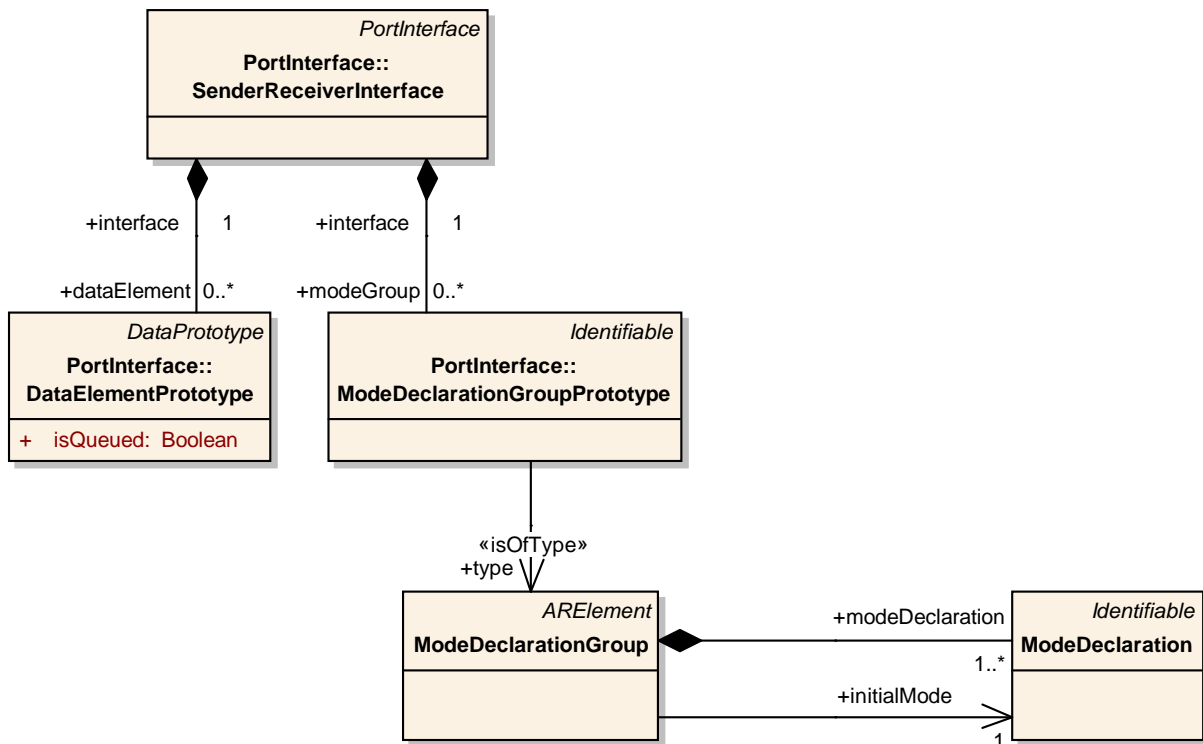 PortInterface
PortInterface::
SenderReceiverInterface
+interface 1
+interface 1
+dataElement 0..*
+modeGroup 0..*
DataPrototype
PortInterface::
DataElementPrototype
+ isQueued: Boolean
Identifiable
PortInterface::
ModeDeclarationGroupPrototype
«isOfType»
+type
ARElement
ModeDeclarationGroup
+modeDeclaration
1..*
+initialMode
1
Identifiable
ModeDeclaration